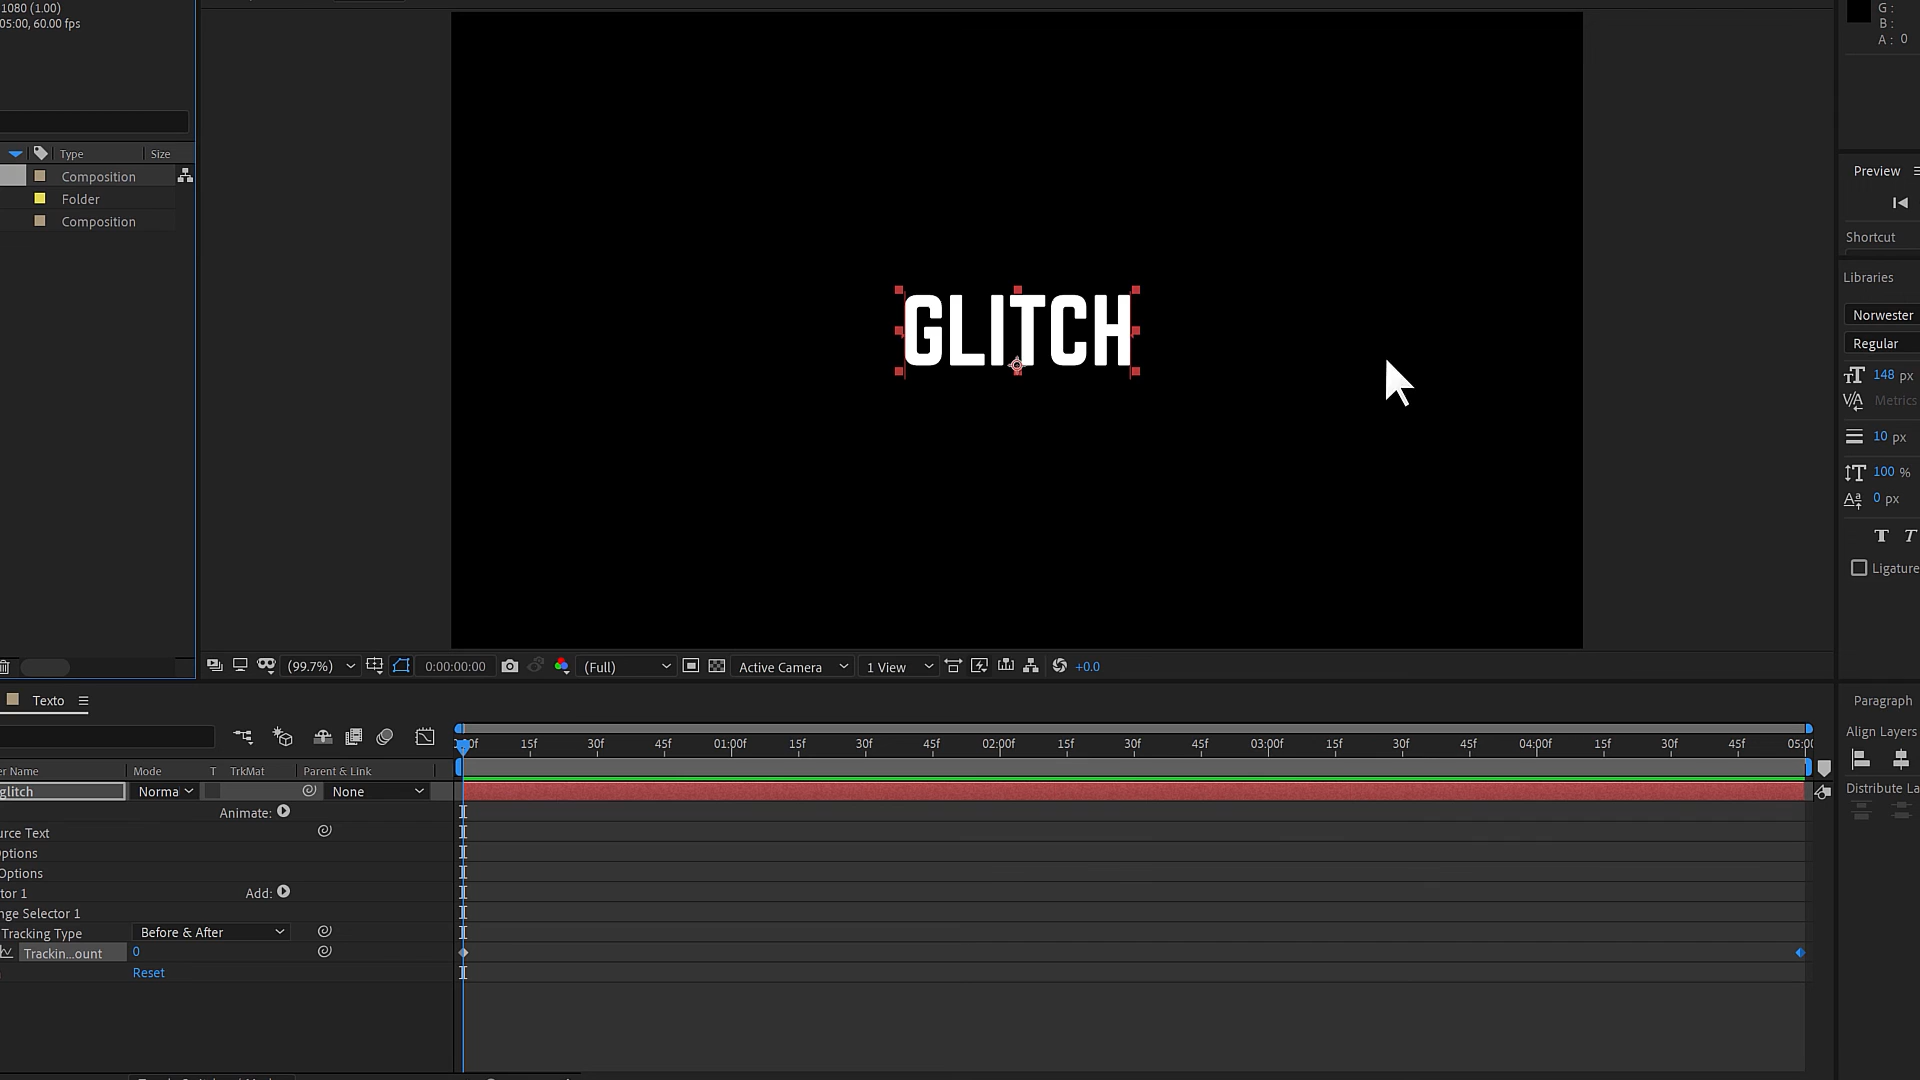 1080 (1.00)
05:00, 60.00 fps
G :
B :
A : 0
Type
Size
Composition
Folder
Composition
GLITCH
Preview
Shortcut
Libraries
Norwester
Regular
148 px
Metrics
10 px
100 %
0 px
T T
Ligature
(99.7%)
0:00:00:00
(Full)
Active Camera
1 View
+0.0
Texto
Paragraph
Align Layers
Distribute La
:00f 15f 30f 45f 01:00f 15f 30f 45f 02:00f 15f 30f 45f 03:00f 15f 30f 45f 04:00f 15f 30f 45f 05:00
er Name
Mode
T
TrkMat
Parent & Link
glitch
Norma
None
Animate:
urce Text
Options
Options
tor 1
Add:
nge Selector 1
Tracking Type
Before & After
Trackin...ount
0
Reset